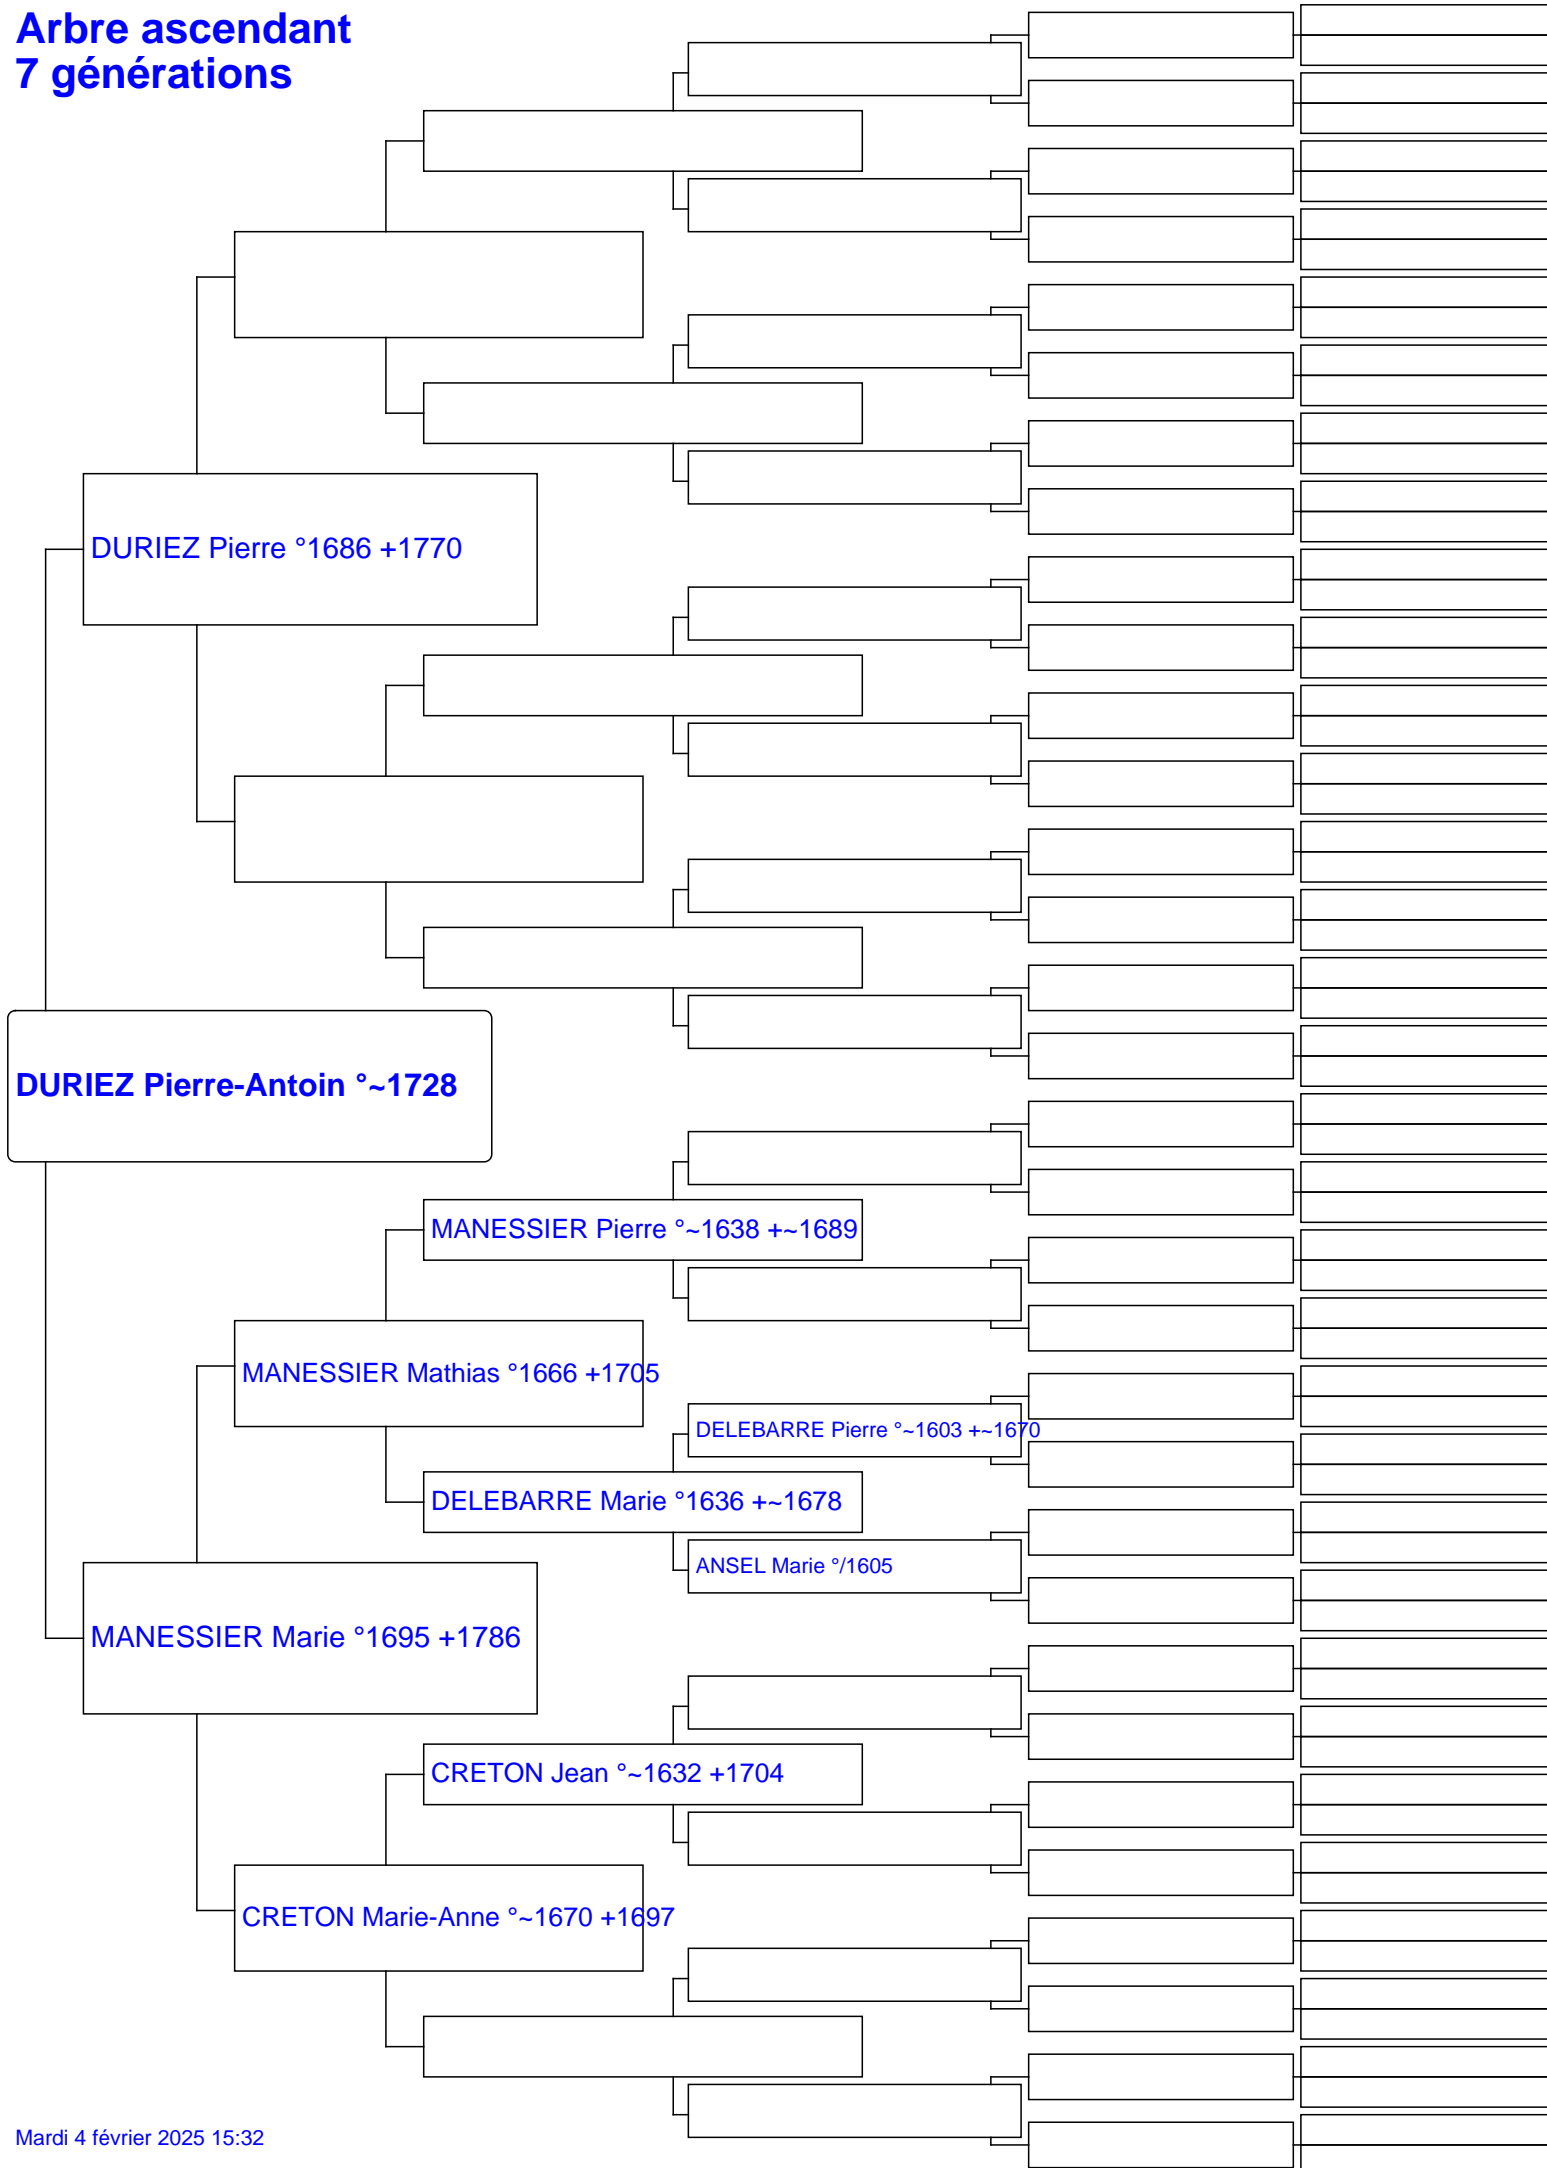 Arbre ascendant
7 générations
DURIEZ Pierre °1686 +1770
DURIEZ Pierre-Antoin °~1728
MANESSIER Pierre °~1638 +~1689
MANESSIER Mathias °1666 +1705
DELEBARRE Pierre °~1603 +~1670
DELEBARRE Marie °1636 +~1678
ANSEL Marie °/1605
MANESSIER Marie °1695 +1786
CRETON Jean °~1632 +1704
CRETON Marie-Anne °~1670 +1697
Mardi 4 février 2025 15:32